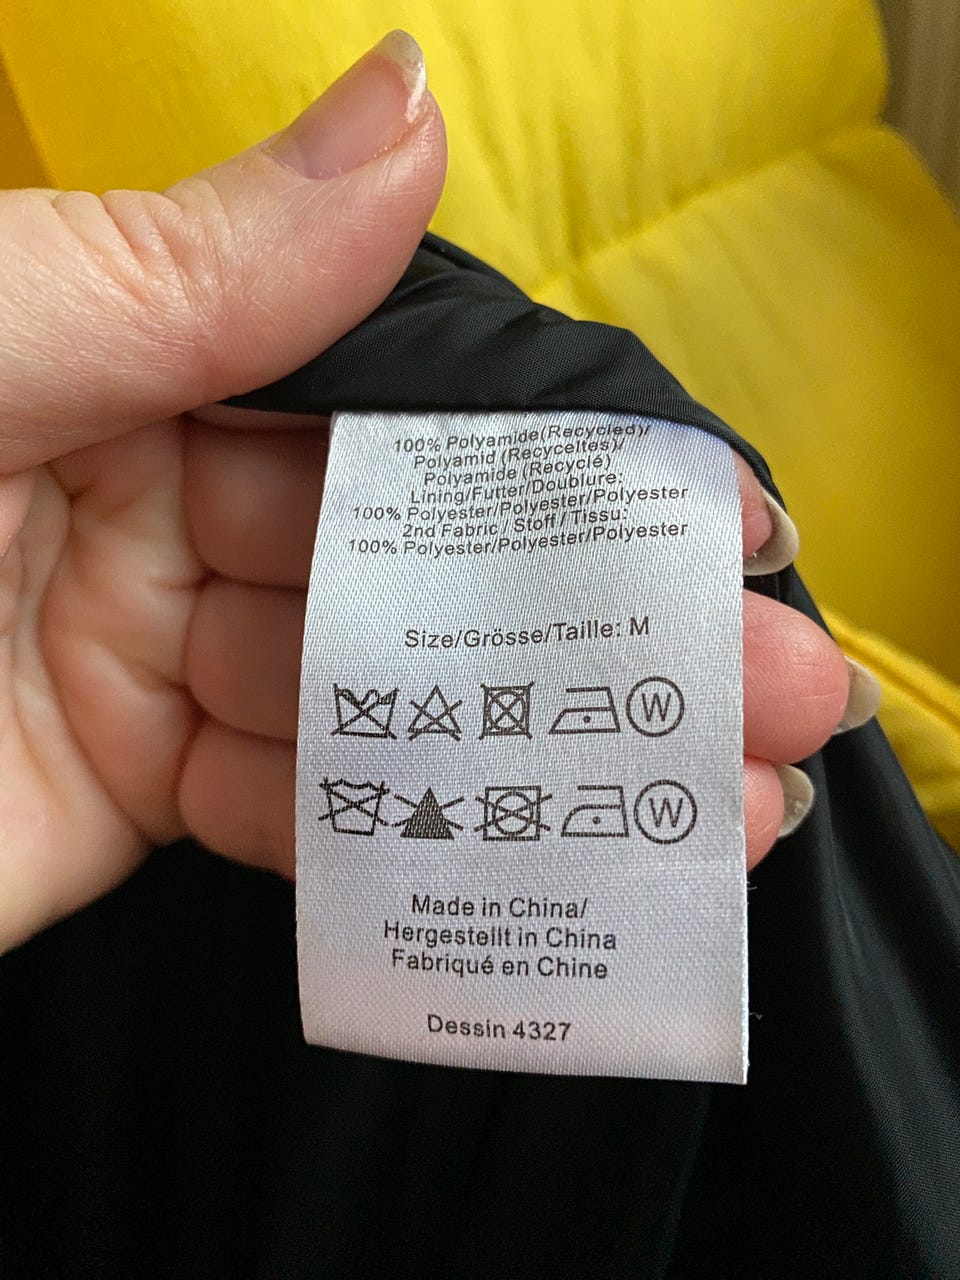 100% Polyamide(Recycled)/
Polyamid (Recyceltes)/
Polyamide (Recyclé)
Lining/Futter/Doublure:
100% Polyester/Polyester/Polyester
2nd Fabric / Stoff / Tissu:
100% Polyester/Polyester/Polyester
Size/Grösse/Taille: M
W
W
Made in China/
Hergestellt in China
Fabriqué en Chine
Dessin 4327